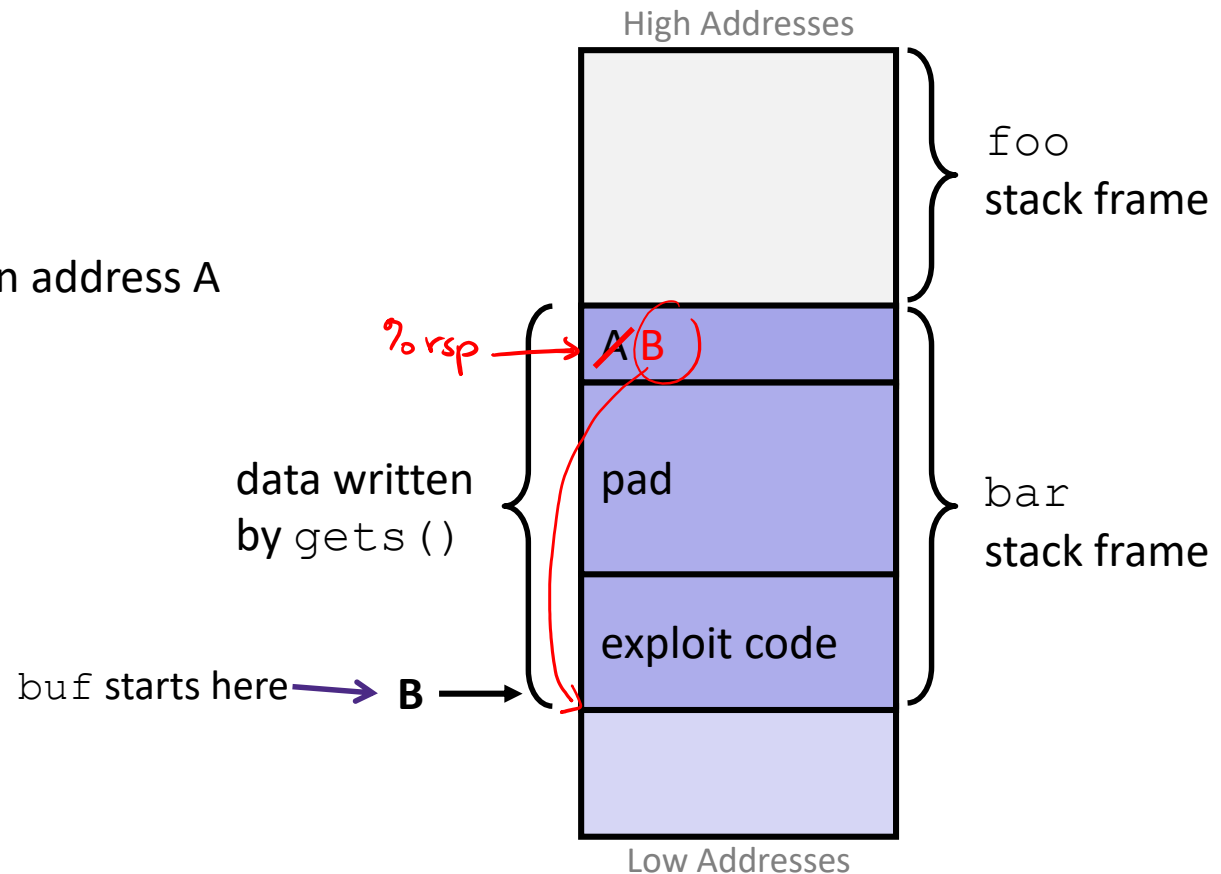 High Addresses
foo
stack frame
n address A
%rsp
A B
data written
by gets()
pad
bar
stack frame
exploit code
buf starts here
B
Low Addresses